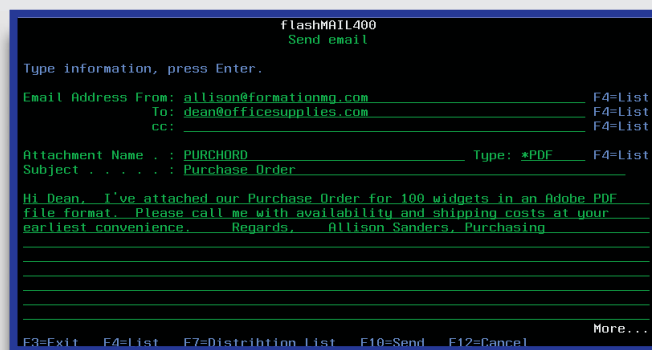 flashMAIL400
Send email
Type information, press Enter.
Email Address From: allison@formationmg.com F4=List
To: dean@officesupplies.com F4=List
cc: F4=List
Attachment Name . : PURCHORD Type: *PDF F4=List
Subject . . . . . : Purchase Order
Hi Dean, I've attached our Purchase Order for 100 widgets in an Adobe PDF
file format. Please call me with availability and shipping costs at your
earliest convenience. Regards, Allison Sanders, Purchasing
More...
F3=Exit F4=List F7=Distribtion List F10=Send F12=Cancel